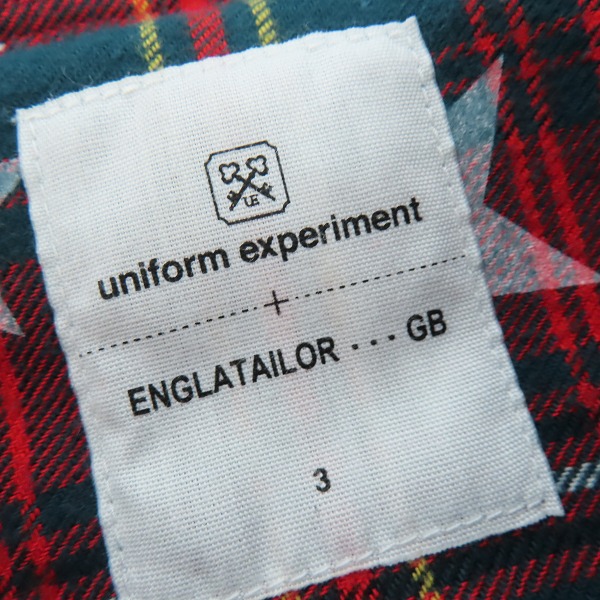 UE
uniform experiment
+
ENGLATAILOR ... GB
3